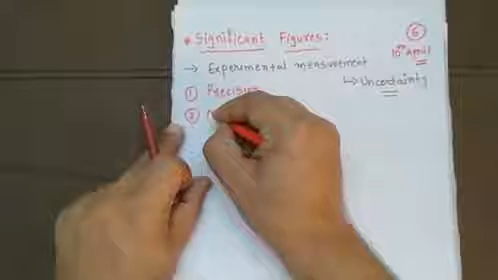 * Significant Figures:
6
10th April
→ Experimental measurement
↳ Uncertainty
① Precision
②